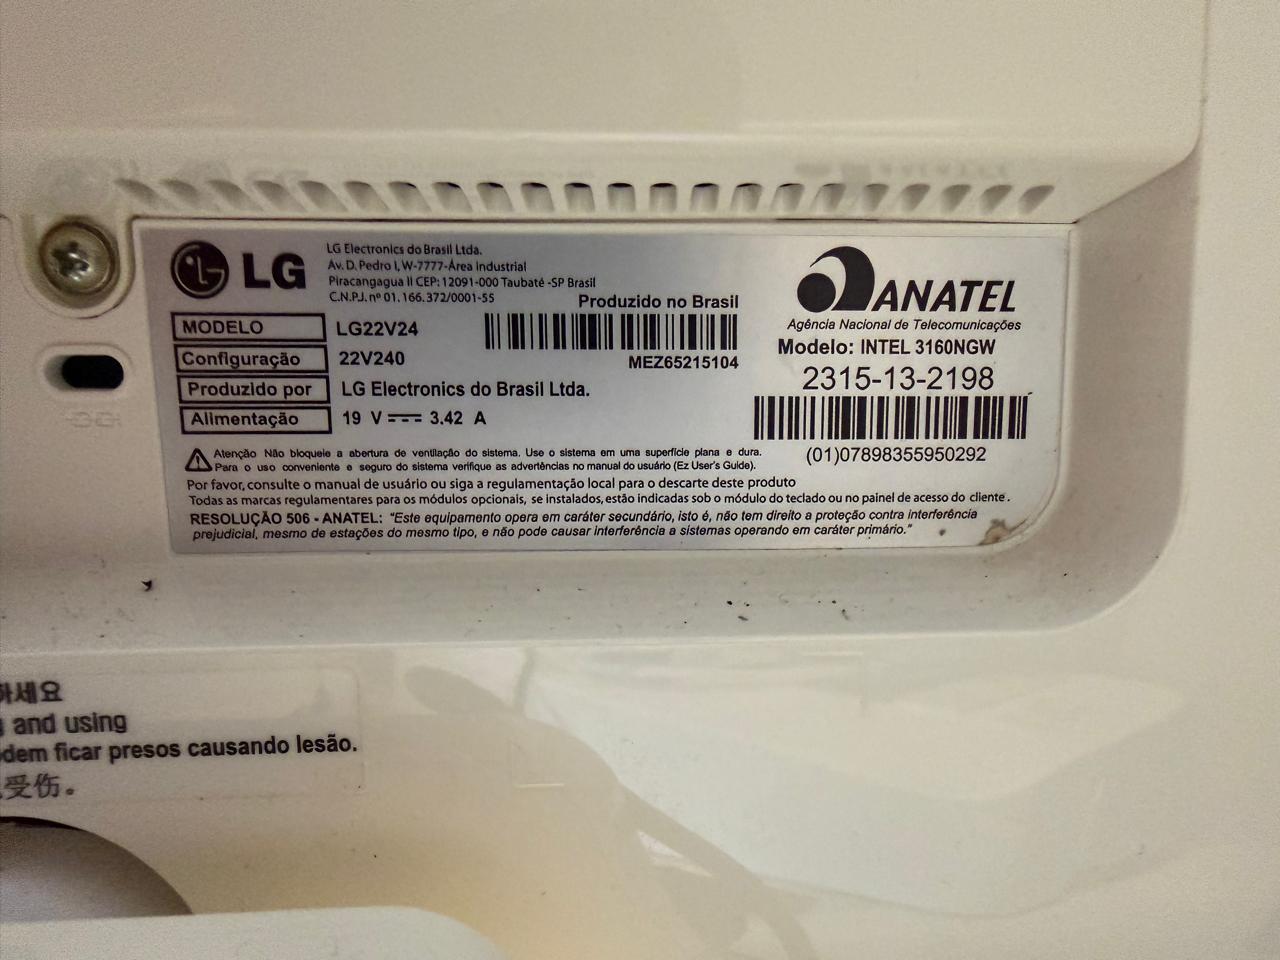 LG
LG Electronics do Brasil Ltda.
Av. D. Pedro I, W-7777-Área Industrial
Piracangagua II CEP: 12091-000 Taubaté -SP Brasil
C.N.P.J. nº 01.166.372/0001-55
Produzido no Brasil
MODELO LG22V24
MEZ65215104
Configuração 22V240
Produzido por LG Electronics do Brasil Ltda.
Alimentação 19 V 3.42 A
ANATEL
Agência Nacional de Telecomunicações
Modelo: INTEL 3160NGW
2315-13-2198
(01)07898355950292
Atenção Não bloqueie a abertura de ventilação do sistema. Use o sistema em uma superfície plana e dura.
Para o uso conveniente e seguro do sistema verifique as advertências no manual do usuário (Ez User's Guide).
Por favor, consulte o manual de usuário ou siga a regulamentação local para o descarte deste produto
Todas as marcas regulamentares para os módulos opcionais, se instalados, estão indicadas sob o módulo do teclado ou no painel de acesso do cliente.
RESOLUÇÃO 506 - ANATEL: "Este equipamento opera em caráter secundário, isto é, não tem direito a proteção contra interferência
prejudicial, mesmo de estações do mesmo tipo, e não pode causar interferência a sistemas operando em caráter primário."
하세요
and using
dem ficar presos causando lesão.
受伤。